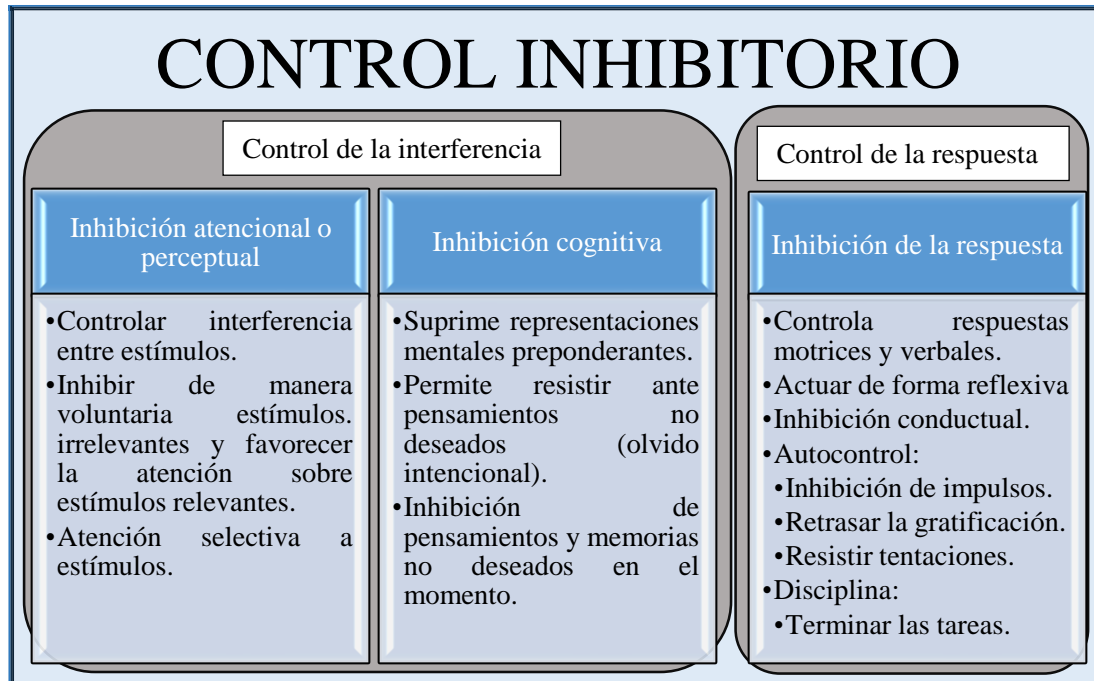 CONTROL INHIBITORIO
Control de la interferencia
Inhibición atencional o
perceptual
•Controlar interferencia
entre estímulos.
•Inhibir de manera
voluntaria estímulos.
irrelevantes y favorecer
la atención sobre
estímulos relevantes.
•Atención selectiva a
estímulos.
Inhibición cognitiva
•Suprime representaciones
mentales preponderantes.
•Permite resistir ante
pensamientos no
deseados (olvido
intencional).
•Inhibición de
pensamientos y memorias
no deseados en el
momento.
Control de la respuesta
Inhibición de la respuesta
•Controla respuestas
motrices y verbales.
•Actuar de forma reflexiva
•Inhibición conductual.
•Autocontrol:
•Inhibición de impulsos.
•Retrasar la gratificación.
•Resistir tentaciones.
•Disciplina:
•Terminar las tareas.